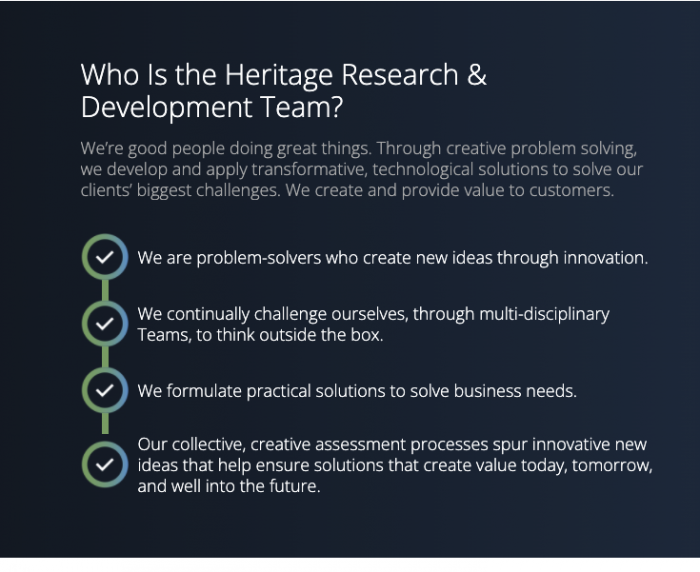 Who Is the Heritage Research &
Development Team?
We're good people doing great things. Through creative problem solving,
we develop and apply transformative, technological solutions to solve our
clients' biggest challenges. We create and provide value to customers.
We are problem-solvers who create new ideas through innovation.
We continually challenge ourselves, through multi-disciplinary
Teams, to think outside the box.
We formulate practical solutions to solve business needs.
Our collective, creative assessment processes spur innovative new
ideas that help ensure solutions that create value today, tomorrow,
and well into the future.